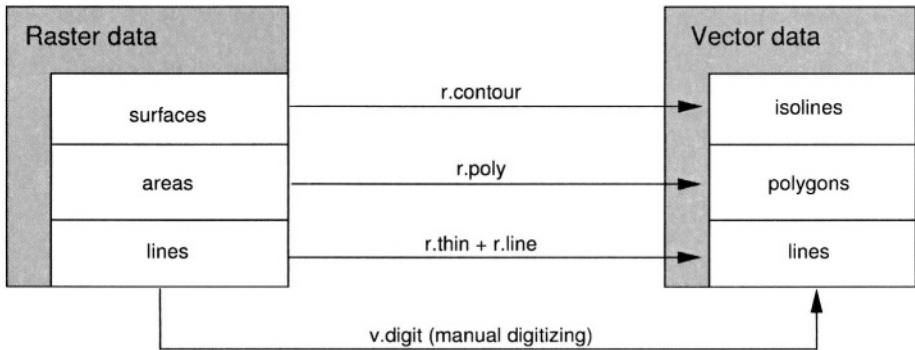 Raster data
Vector data
surfaces
r.contour
isolines
areas
r.poly
polygons
lines
r.thin + r.line
lines
v.digit (manual digitizing)